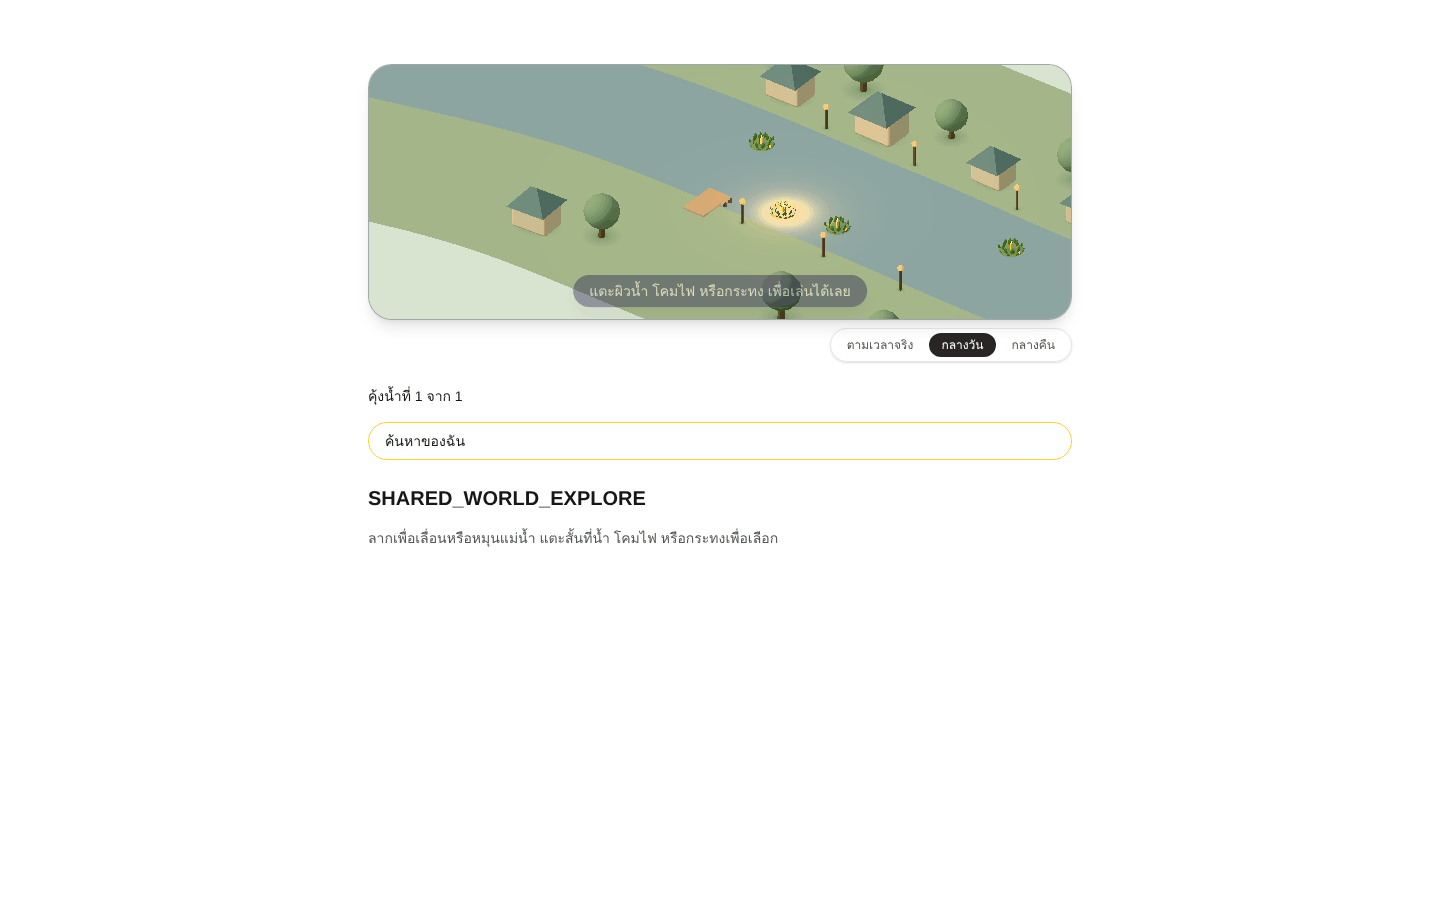 แตะผิวน้ำ โคมไฟ หรือกระทง เพื่อเล่นได้เลย
ตามเวลาจริง กลางวัน กลางคืน
คุ้งน้ำที่ 1 จาก 1
ค้นหาของฉัน
SHARED_WORLD_EXPLORE
ลากเพื่อเลื่อนหรือหมุนแม่น้ำ แตะสั้นที่น้ำ โคมไฟ หรือกระทงเพื่อเลือก